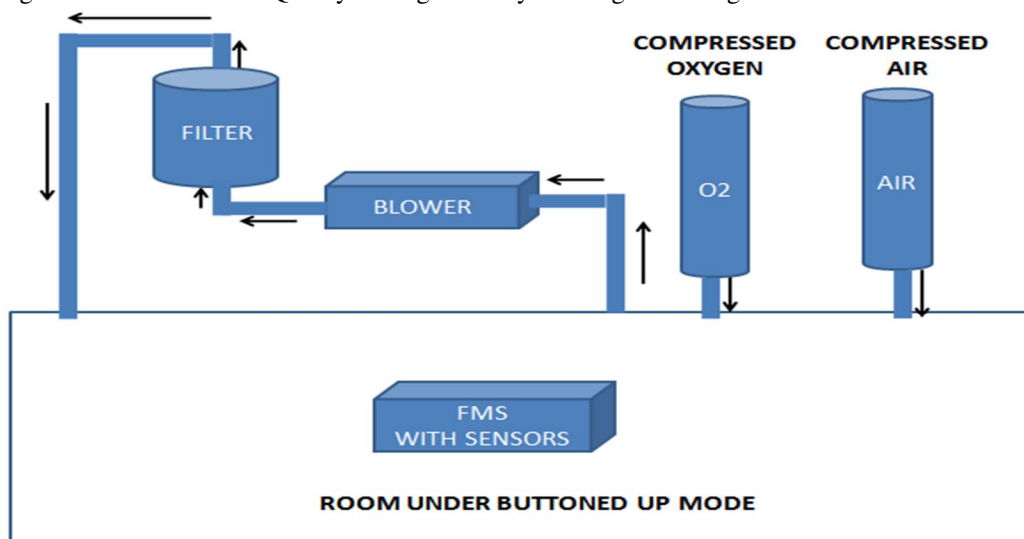 COMPRESSED
OXYGEN
COMPRESSED
AIR
FILTER
BLOWER
O2
AIR
FMS
WITH SENSORS
ROOM UNDER BUTTONED UP MODE